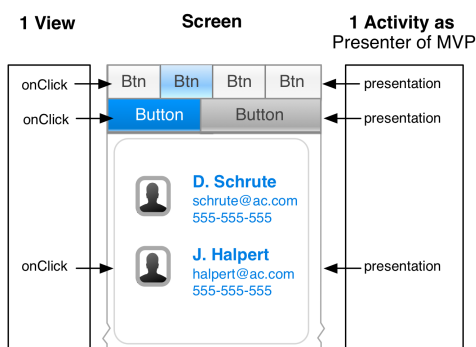 1 View
Screen
1 Activity as
Presenter of MVP
onClick
Btn Btn Btn Btn
presentation
onClick
Button Button
presentation
D. Schrute
schrute@ac.com
555-555-555
onClick
J. Halpert
halpert@ac.com
555-555-555
presentation